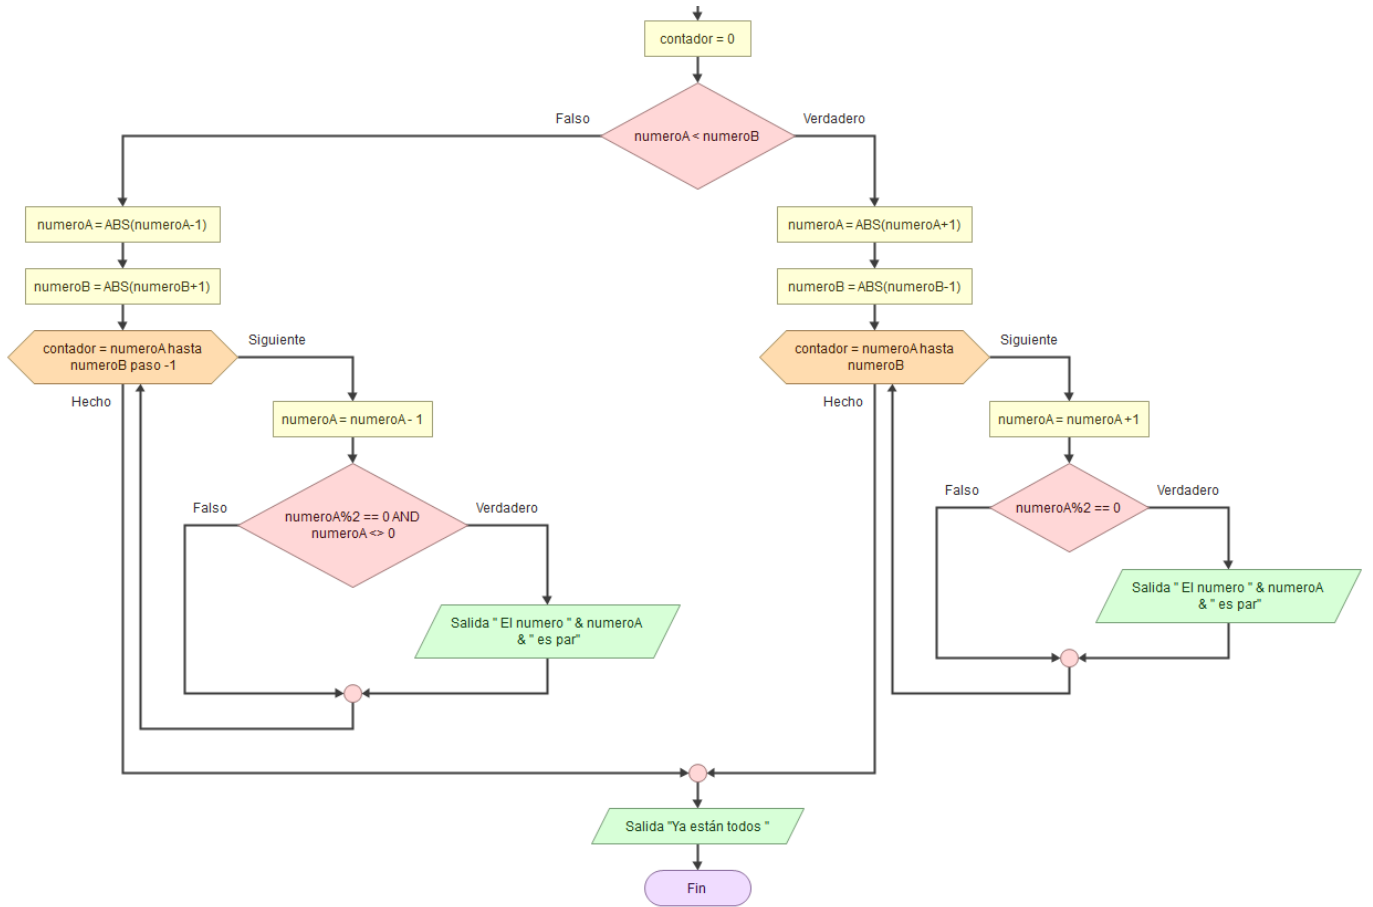 contador = 0
numeroA < numeroB
Falso
Verdadero
numeroA = ABS(numeroA-1)
numeroB = ABS(numeroB+1)
contador = numeroA hasta
numeroB paso -1
Siguiente
Hecho
numeroA = numeroA - 1
numeroA%2 == 0 AND
numeroA <> 0
Falso
Verdadero
Salida " El numero " & numeroA
& " es par"
numeroA = ABS(numeroA+1)
numeroB = ABS(numeroB-1)
contador = numeroA hasta
numeroB
Siguiente
Hecho
numeroA = numeroA +1
numeroA%2 == 0
Falso
Verdadero
Salida " El numero " & numeroA
& " es par"
Salida "Ya están todos "
Fin